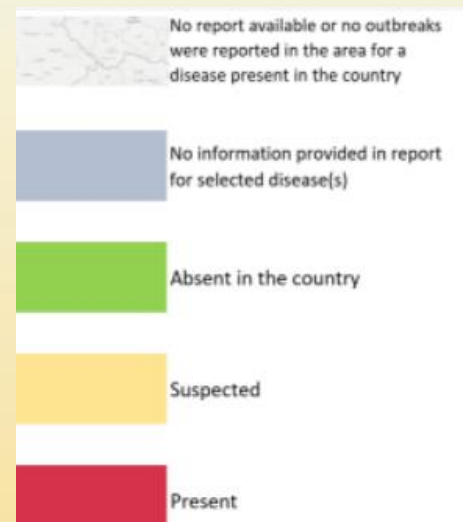 No report available or no outbreaks
were reported in the area for a
disease present in the country
No information provided in report
for selected disease(s)
Absent in the country
Suspected
Present